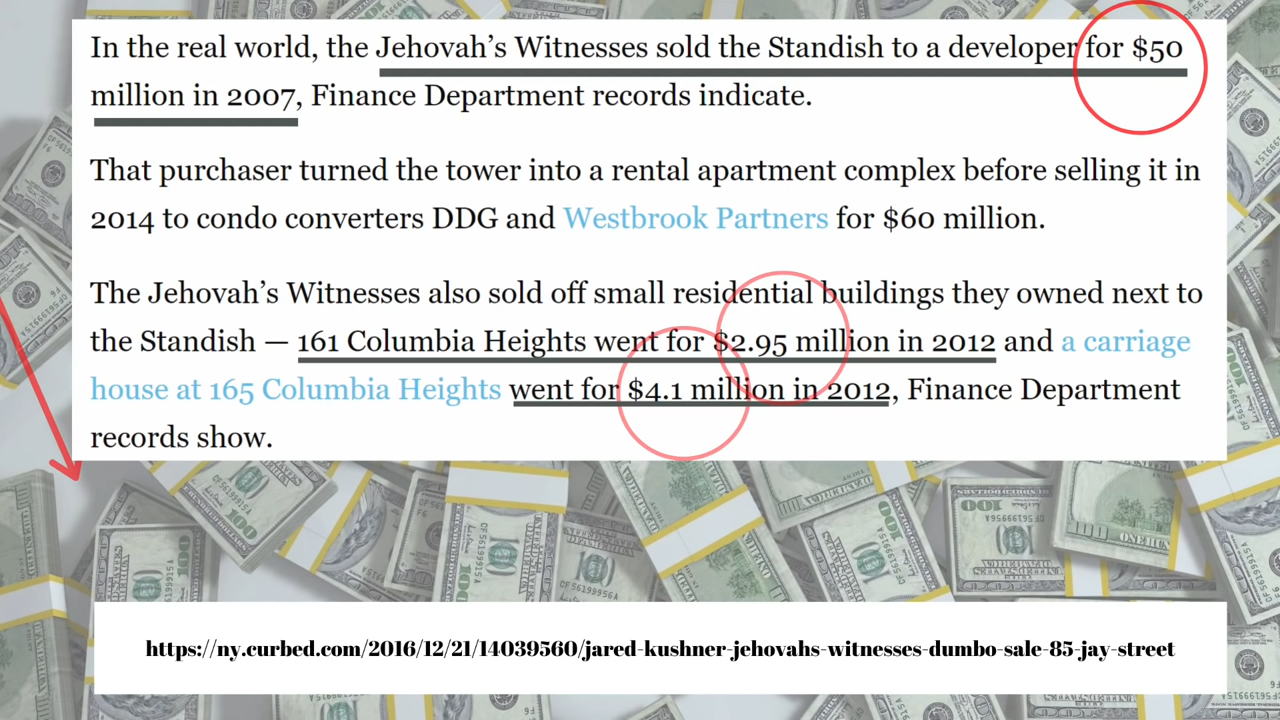 In the real world, the Jehovah’s Witnesses sold the Standish to a developer for $50
million in 2007, Finance Department records indicate.
That purchaser turned the tower into a rental apartment complex before selling it in
2014 to condo converters DDG and Westbrook Partners for $60 million.
The Jehovah’s Witnesses also sold off small residential buildings they owned next to
the Standish — 161 Columbia Heights went for $2.95 million in 2012 and a carriage
house at 165 Columbia Heights went for $4.1 million in 2012, Finance Department
records show.
https://ny.curbed.com/2016/12/21/14039560/jared-kushner-jehovahs-witnesses-dumbo-sale-85-jay-street